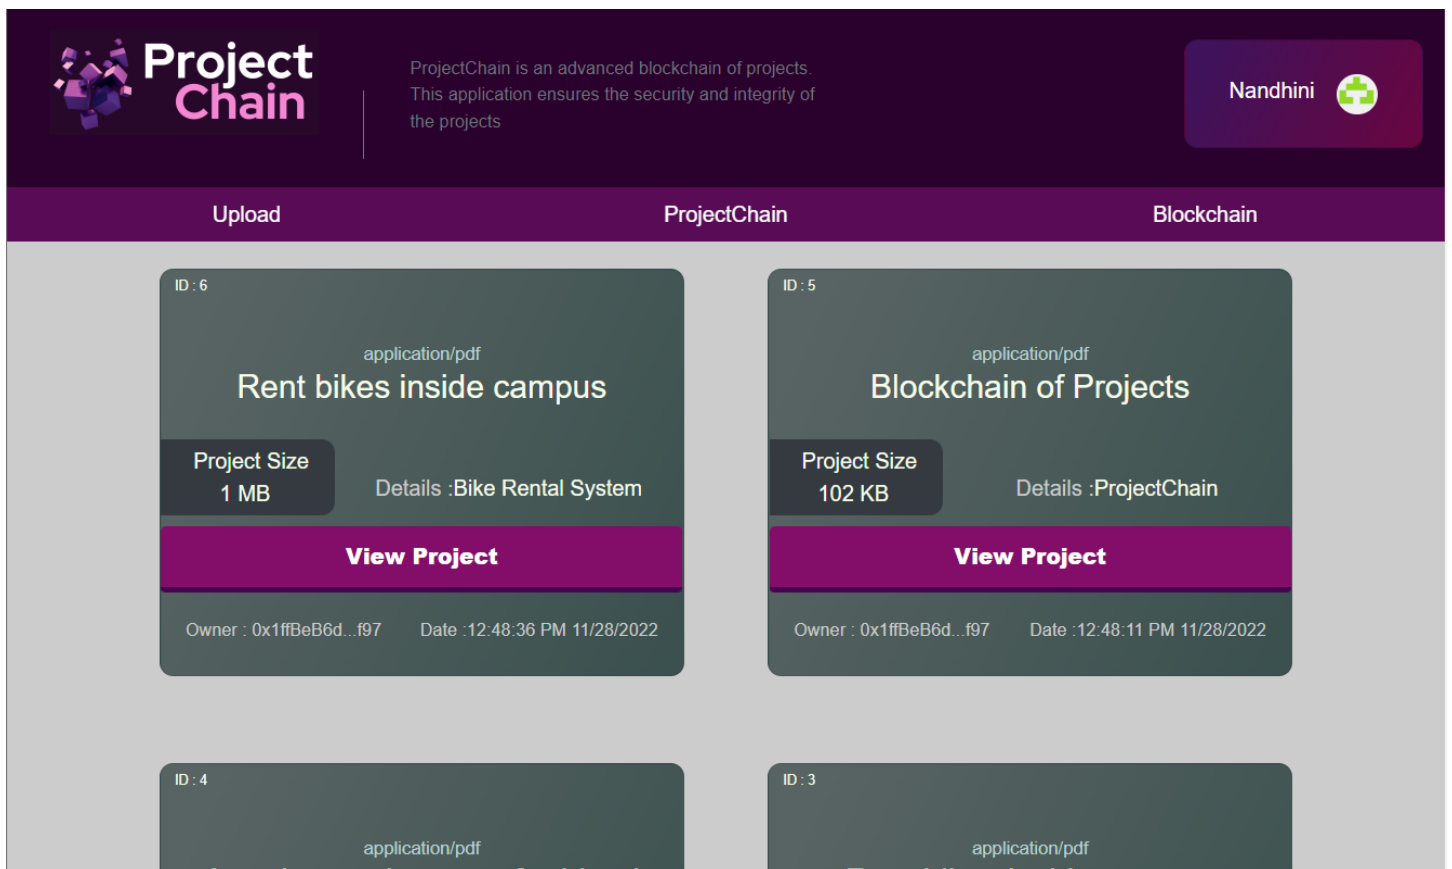 Project
Chain
ProjectChain is an advanced blockchain of projects.
This application ensures the security and integrity of
the projects
Nandhini
Upload
ProjectChain
Blockchain
ID : 6
application/pdf
Rent bikes inside campus
Project Size
1 MB
Details :Bike Rental System
View Project
Owner : 0x1ffBeB6d...f97
Date :12:48:36 PM 11/28/2022
ID : 5
application/pdf
Blockchain of Projects
Project Size
102 KB
Details :ProjectChain
View Project
Owner : 0x1ffBeB6d...f97
Date :12:48:11 PM 11/28/2022
ID : 4
application/pdf
ID : 3
application/pdf